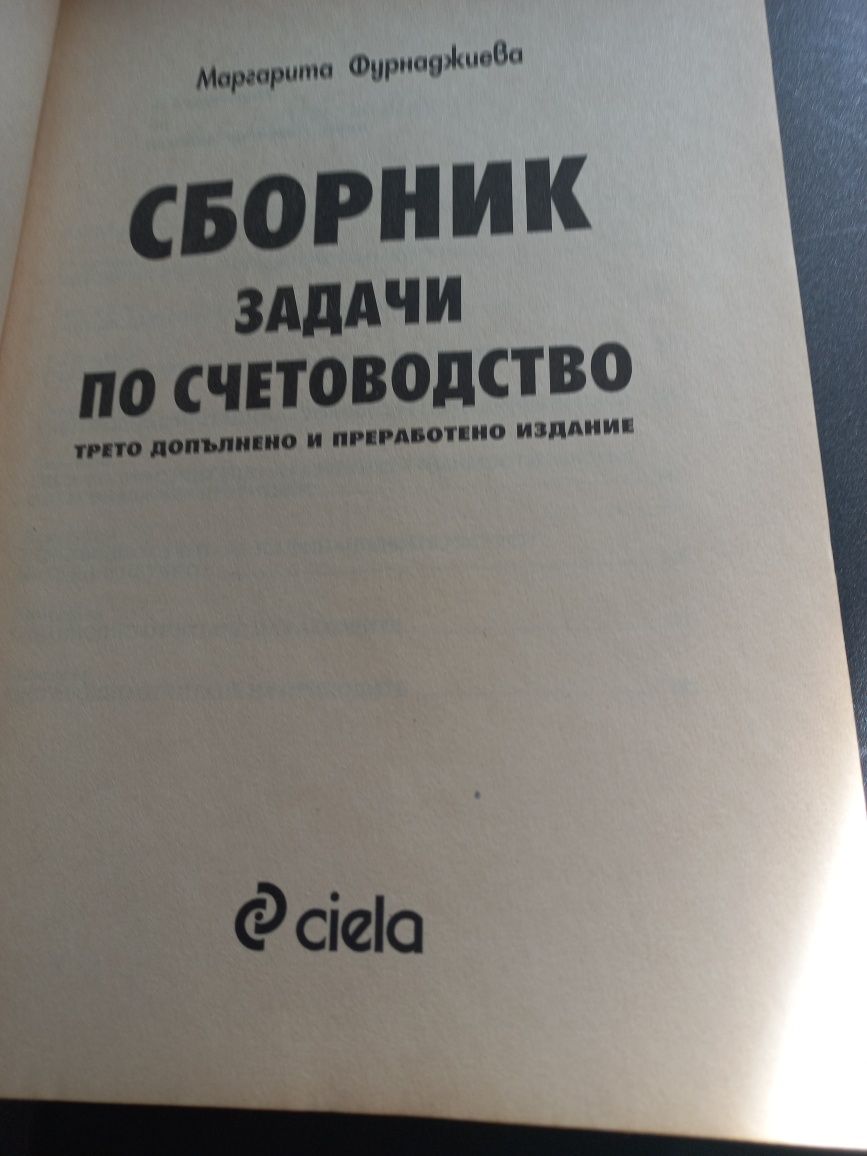 Маргарита Фурнаджиева
СБОРНИК
ЗАДАЧИ
ПО СЧЕТОВОДСТВО
ТРЕТО ДОПЪЛНЕНО И ПРЕРАБОТЕНО ИЗДАНИЕ
ciela